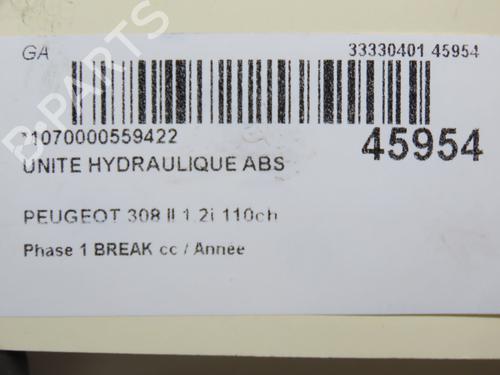 GA 33330401 45954
*1070000559422 45954
UNITE HYDRAULIQUE ABS
PEUGEOT 308 II 1.2i 110ch
Phase 1 BREAK cc / Année
B-PARTS